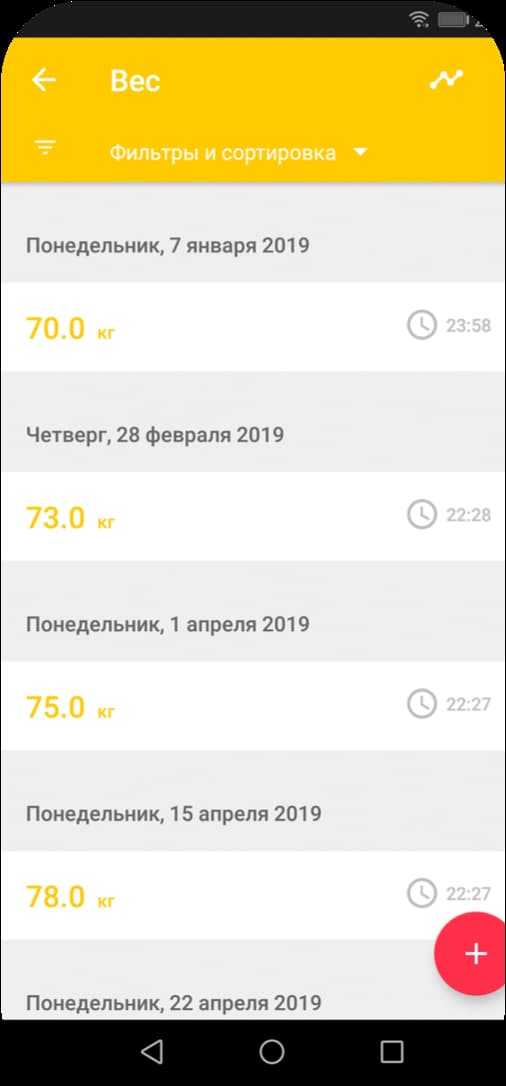 Вес
Фильтры и сортировка
Понедельник, 7 января 2019
70.0 кг 23:58
Четверг, 28 февраля 2019
73.0 кг 22:28
Понедельник, 1 апреля 2019
75.0 кг 22:27
Понедельник, 15 апреля 2019
78.0 кг 22:27
Понедельник, 22 апреля 2019